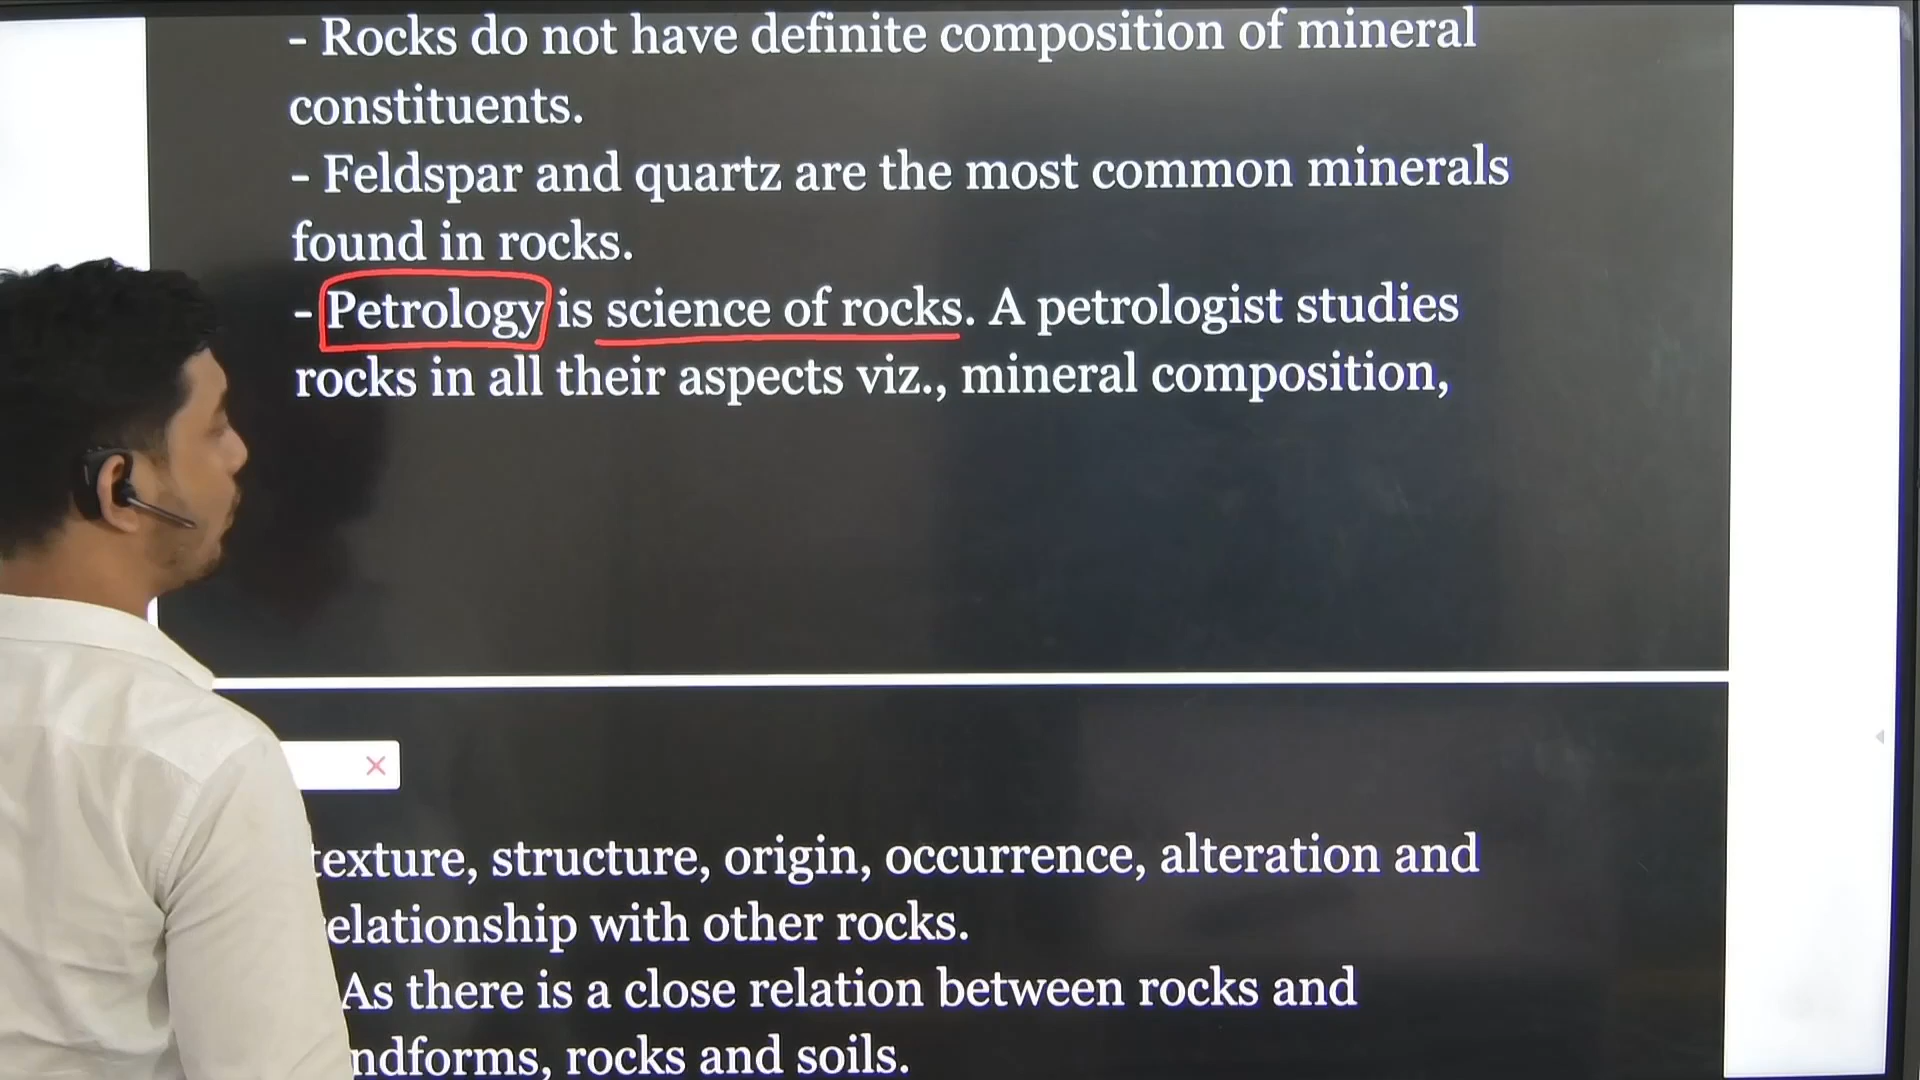 - Rocks do not have definite composition of mineral
constituents.
- Feldspar and quartz are the most common minerals
found in rocks.
- Petrology is science of rocks. A petrologist studies
rocks in all their aspects viz., mineral composition,
texture, structure, origin, occurrence, alteration and
elationship with other rocks.
As there is a close relation between rocks and
ndforms, rocks and soils.